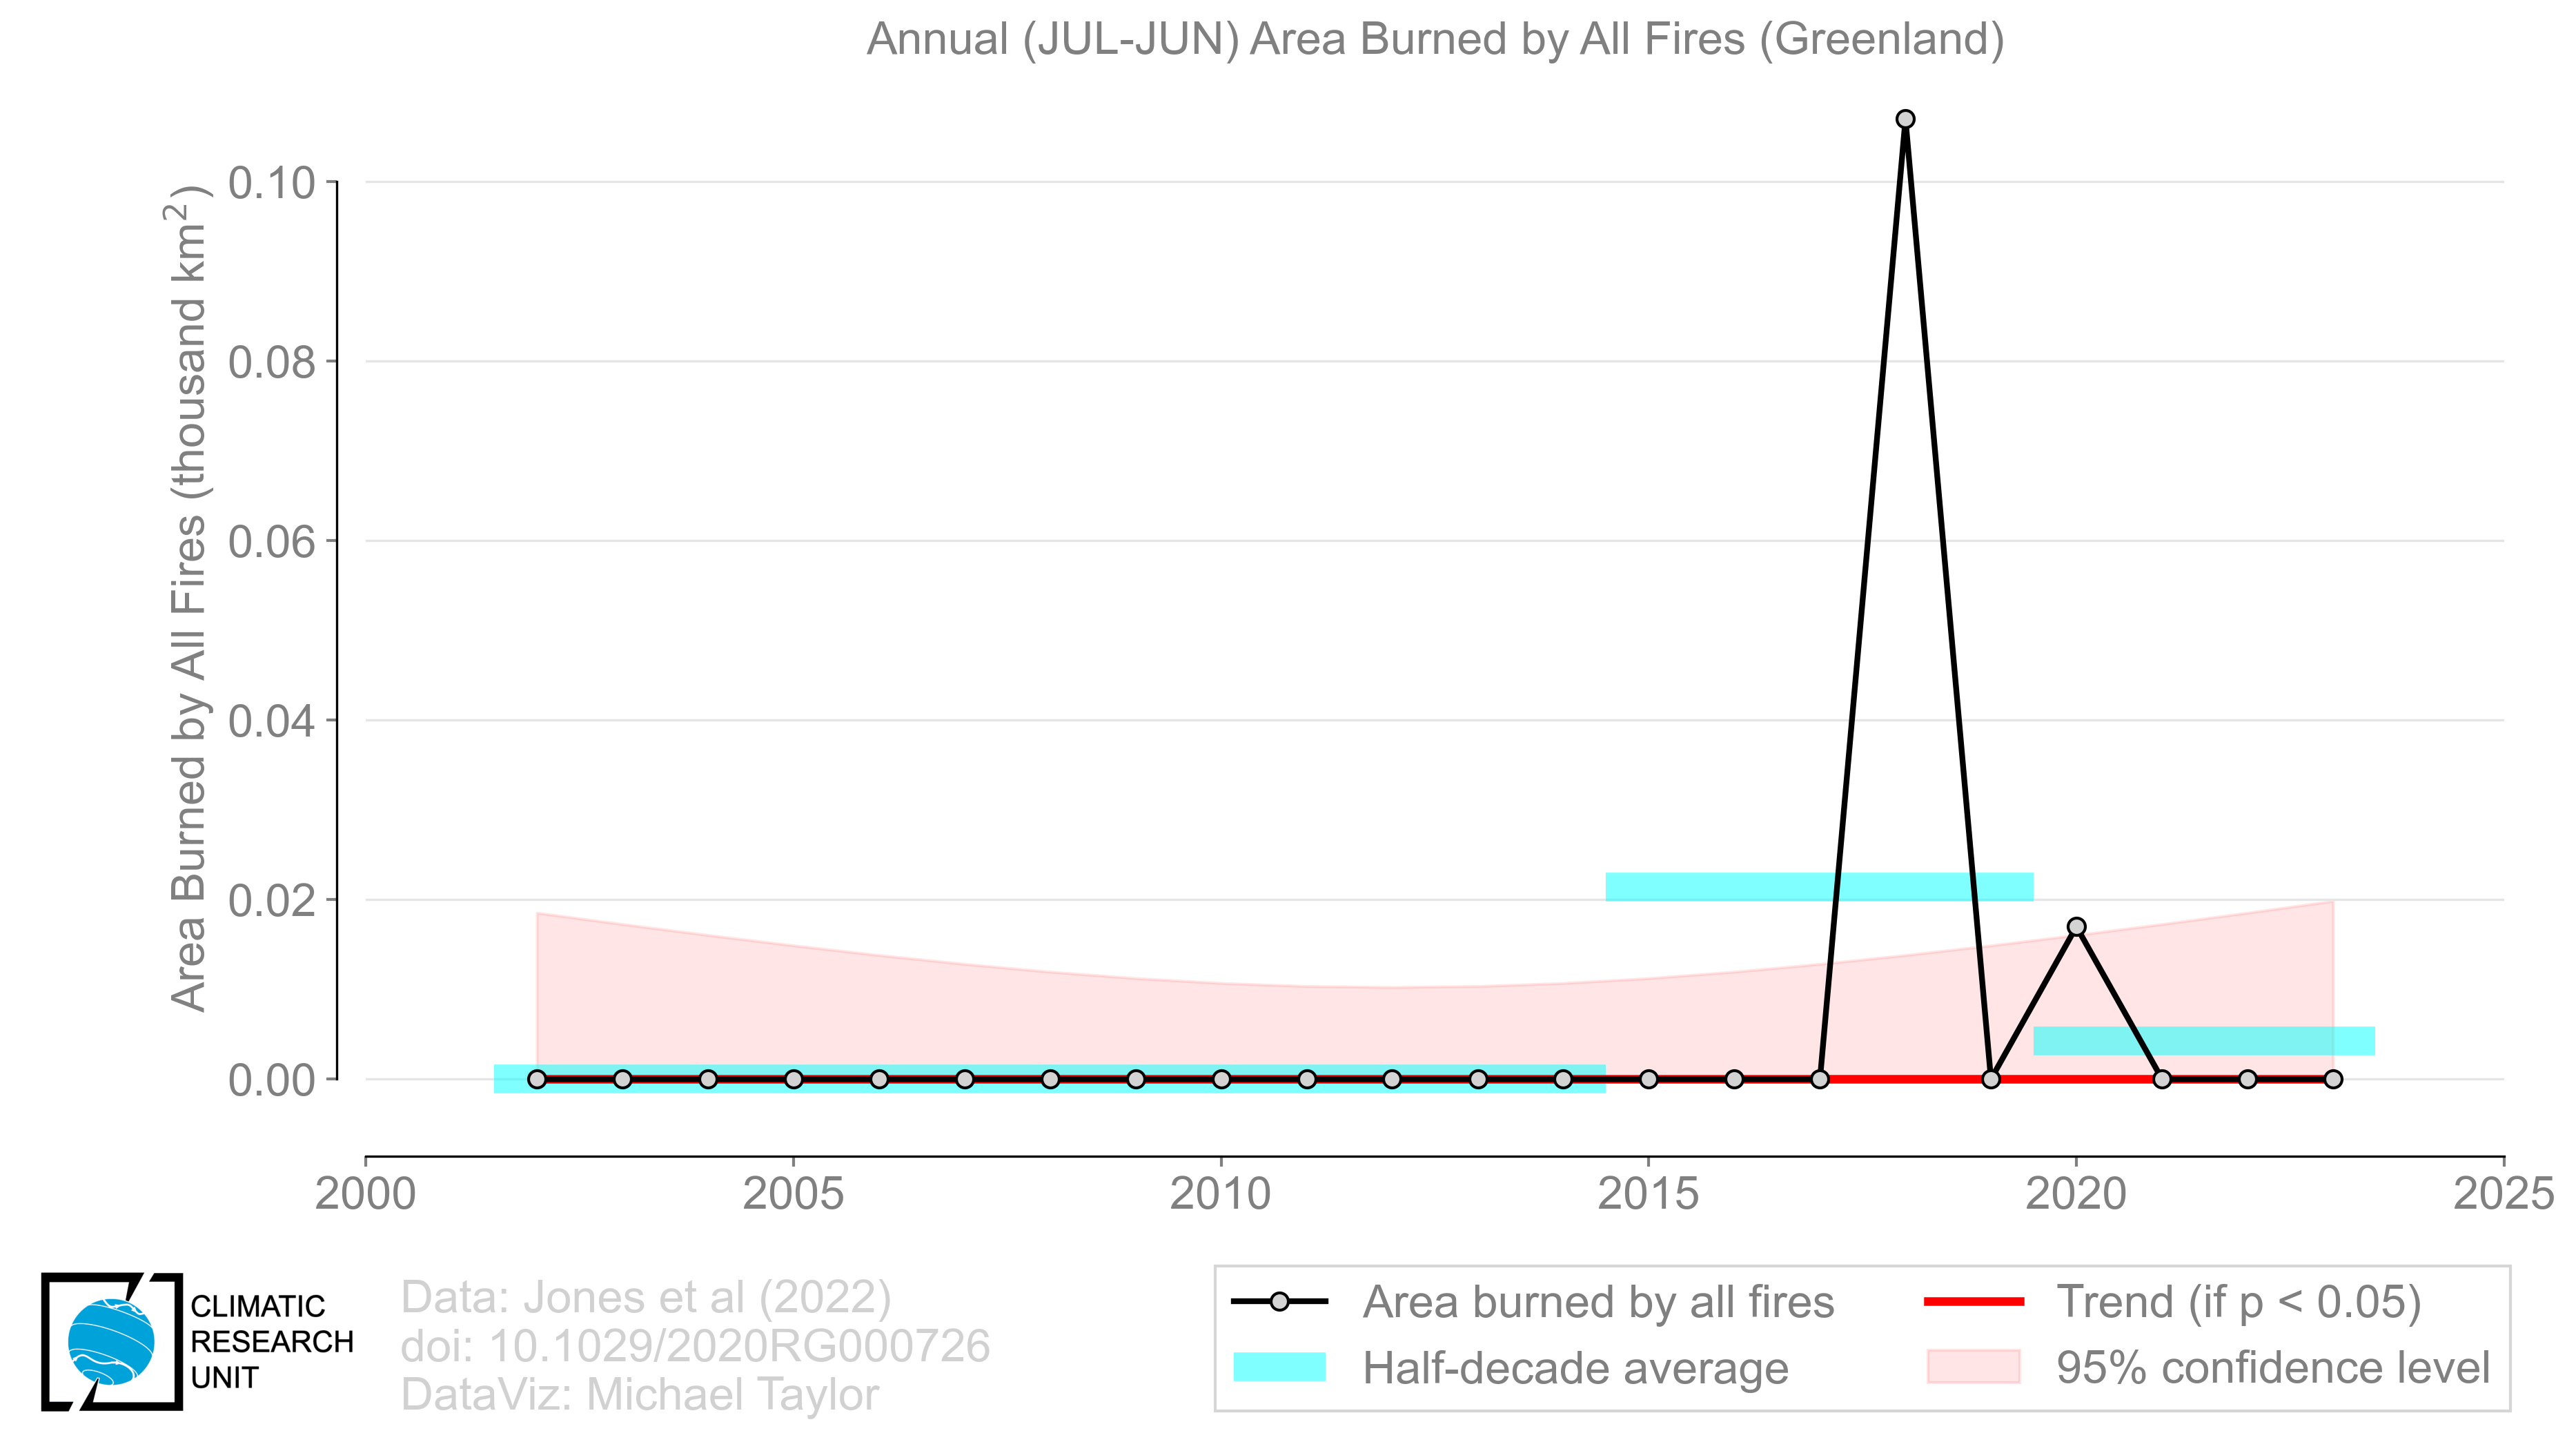 Annual (JUL-JUN) Area Burned by All Fires (Greenland)
Area Burned by All Fires (thousand km²)
0.10
0.08
0.06
0.04
0.02
0.00
2000 2005 2010 2015 2020 2025
CLIMATIC
RESEARCH
UNIT
Data: Jones et al (2022)
doi: 10.1029/2020RG000726
DataViz: Michael Taylor
Area burned by all fires
Half-decade average
Trend (if p < 0.05)
95% confidence level